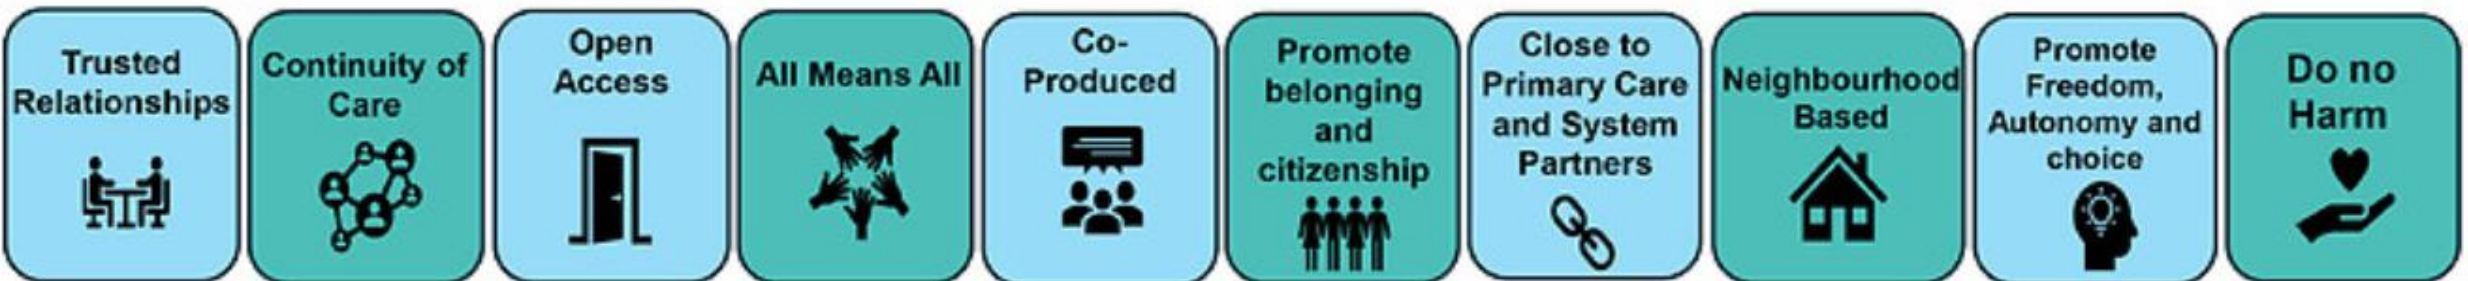 Trusted
Relationships
Continuity of
Care
Open
Access
All Means All
Co-
Produced
Promote
belonging
and
citizenship
Close to
Primary Care
and System
Partners
Neighbourhood
Based
Promote
Freedom,
Autonomy and
choice
Do no
Harm